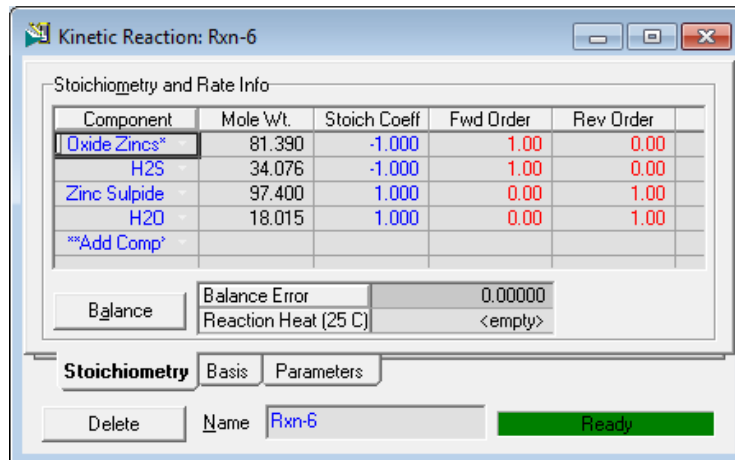 Kinetic Reaction: Rxn-6
Stoichiometry and Rate Info
Component Mole Wt. Stoich Coeff Fwd Order Rev Order
Oxide Zincs* 81.390 -1.000 1.00 0.00
H2S 34.076 -1.000 1.00 0.00
Zinc Sulpide 97.400 1.000 0.00 1.00
H2O 18.015 1.000 0.00 1.00
**Add Comp*
Balance Balance Error 0.00000
Reaction Heat (25 C) <empty>
Stoichiometry Basis Parameters
Delete Name Rxn-6 Ready